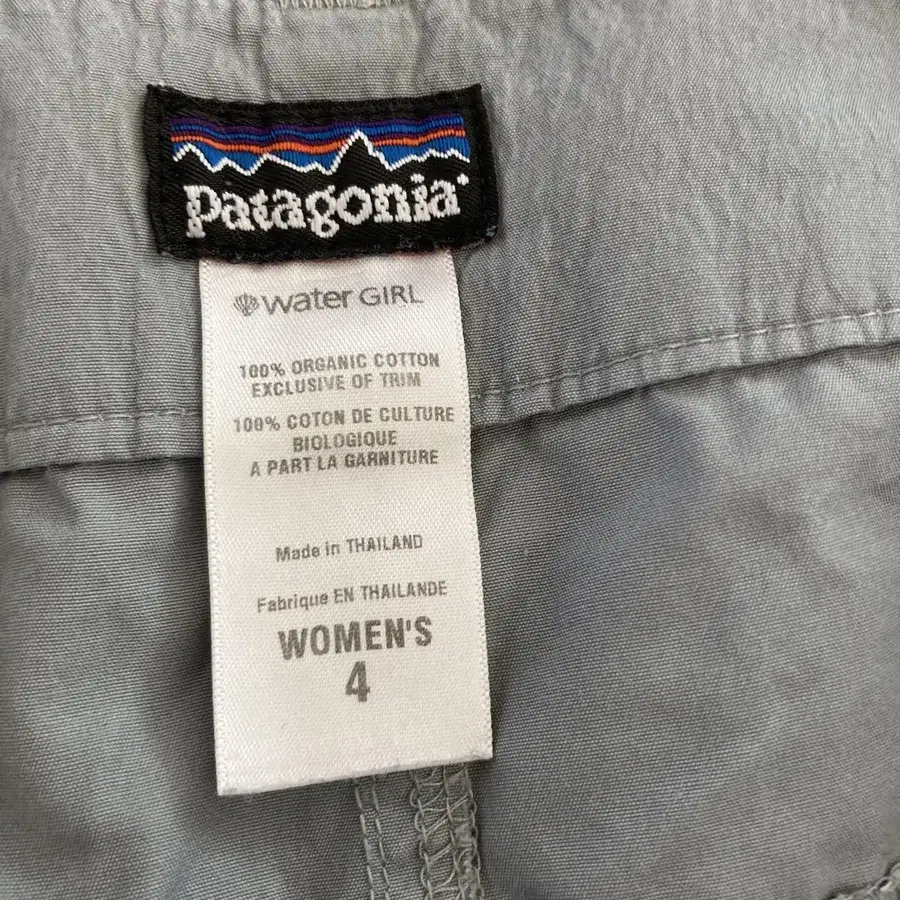 patagonia
water GIRL
100% ORGANIC COTTON
EXCLUSIVE OF TRIM
100% COTON DE CULTURE
BIOLOGIQUE
A PART LA GARNITURE
Made in THAILAND
Fabrique EN THAILANDE
WOMEN'S
4